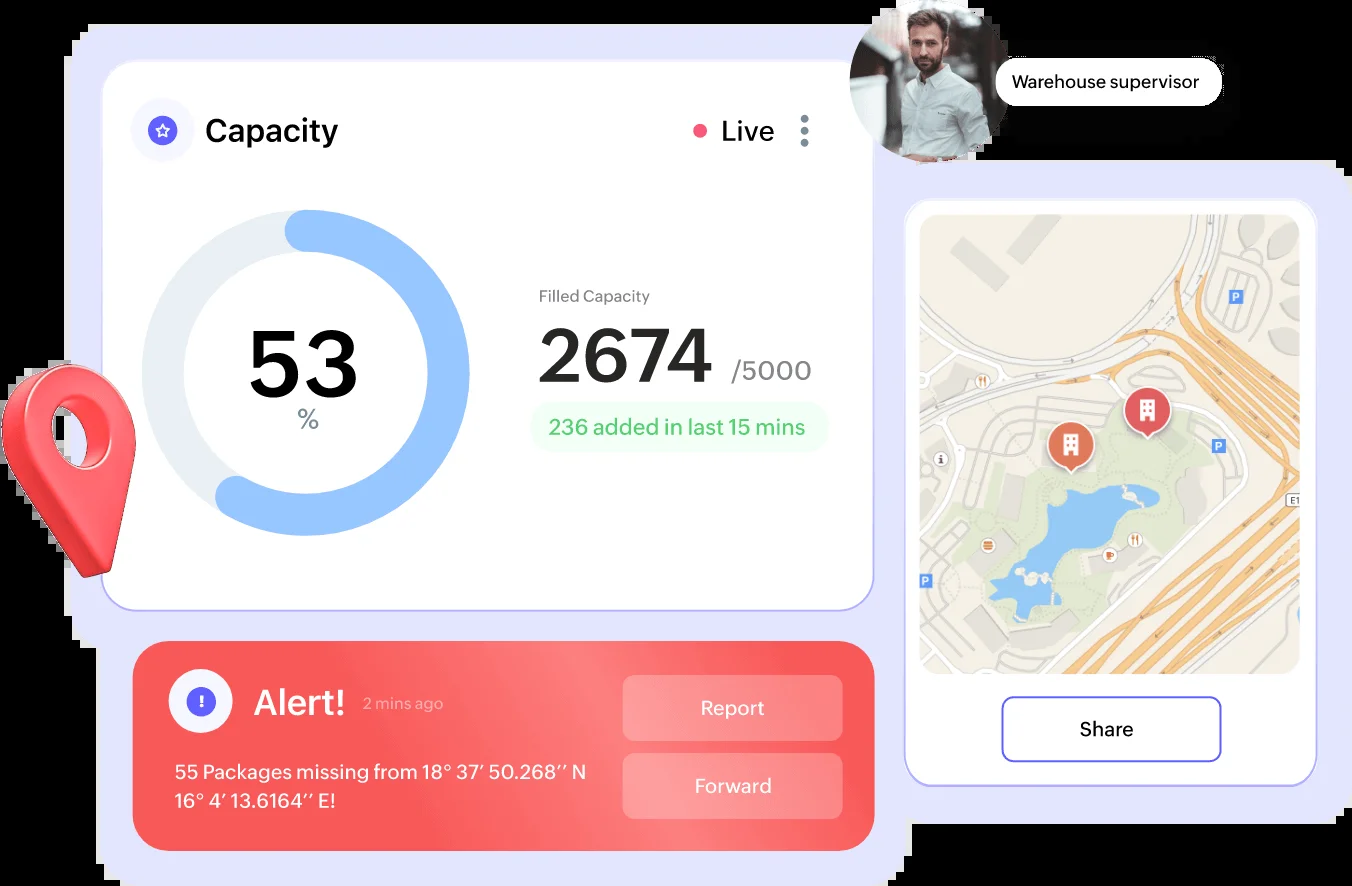 Warehouse supervisor
Capacity
Live
53
%
Filled Capacity
2674 /5000
236 added in last 15 mins
P
P
i
E1
P
Share
Alert! 2 mins ago
55 Packages missing from 18° 37’ 50.268’’ N
16° 4’ 13.6164’’ E!
Report
Forward